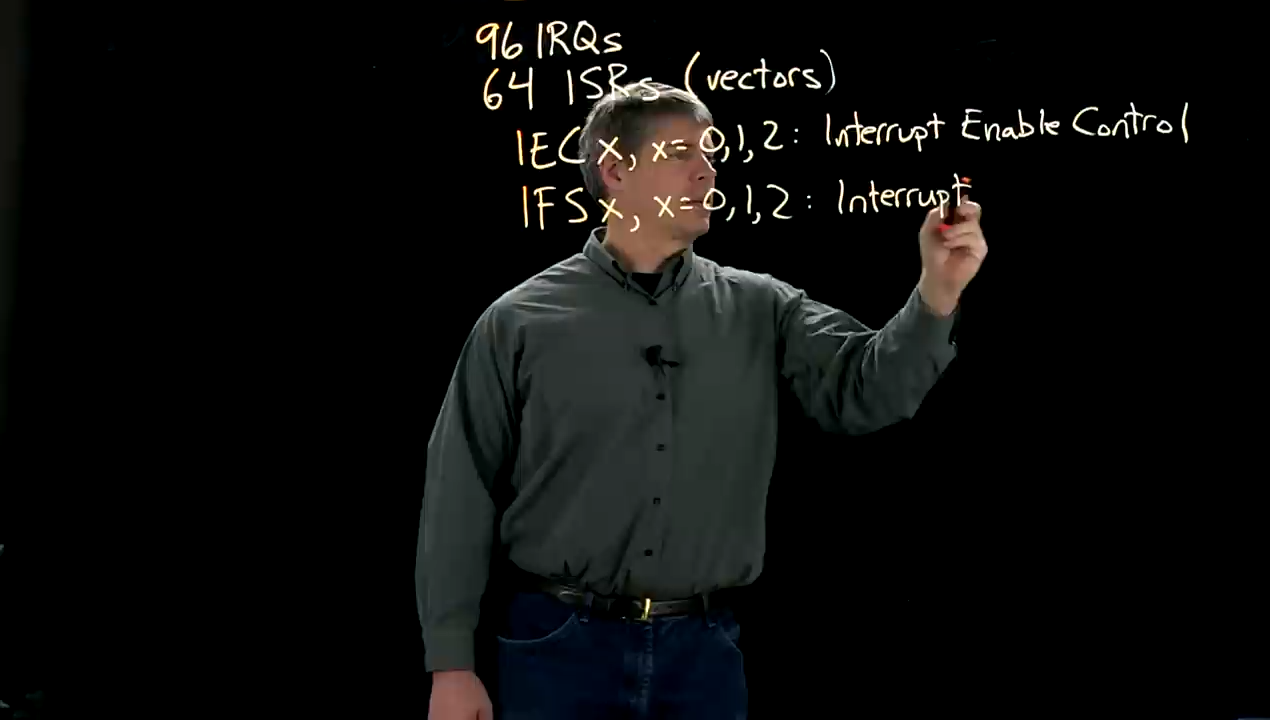 96 IRQs
64 ISRs (vectors)
IECx, x=0,1,2: Interrupt Enable Control
IFSx, x=0,1,2: Interrupt